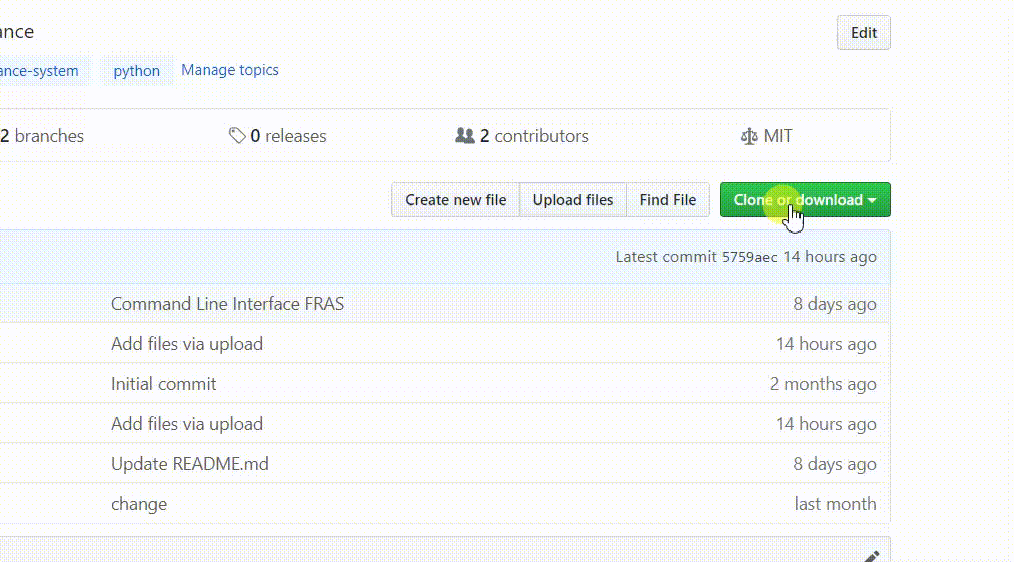 ance
Edit
ance-system python Manage topics
2 branches 0 releases 2 contributors MIT
Create new file Upload files Find File Clone or download
Latest commit 5759aec 14 hours ago
Command Line Interface FRAS 8 days ago
Add files via upload 14 hours ago
Initial commit 2 months ago
Add files via upload 14 hours ago
Update README.md 8 days ago
change last month